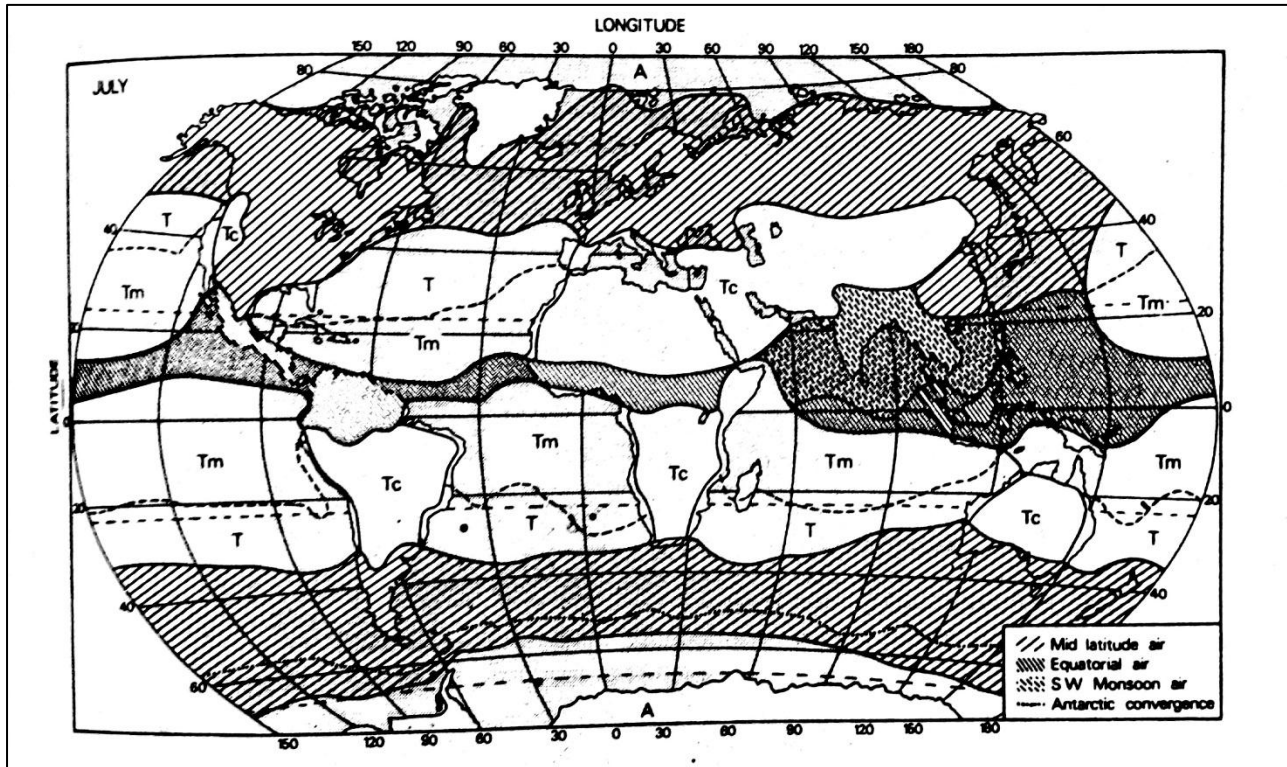 LONGITUDE
150 120 90 60 30 0 30 60 90 120 150 180
80 A 80
JULY
60
T 40 Tc T 40
T Tc
Tm Tm Tm
20
LATITUDE
0 0
Tm Tm Tc Tm Tm
Tc
20 20
T T T Tc T
40 40
60
Mid latitude air
Equatorial air
S W Monsoon air
Antarctic convergence
A
150 120 90 60 30 0 30 60 90 120 150 180